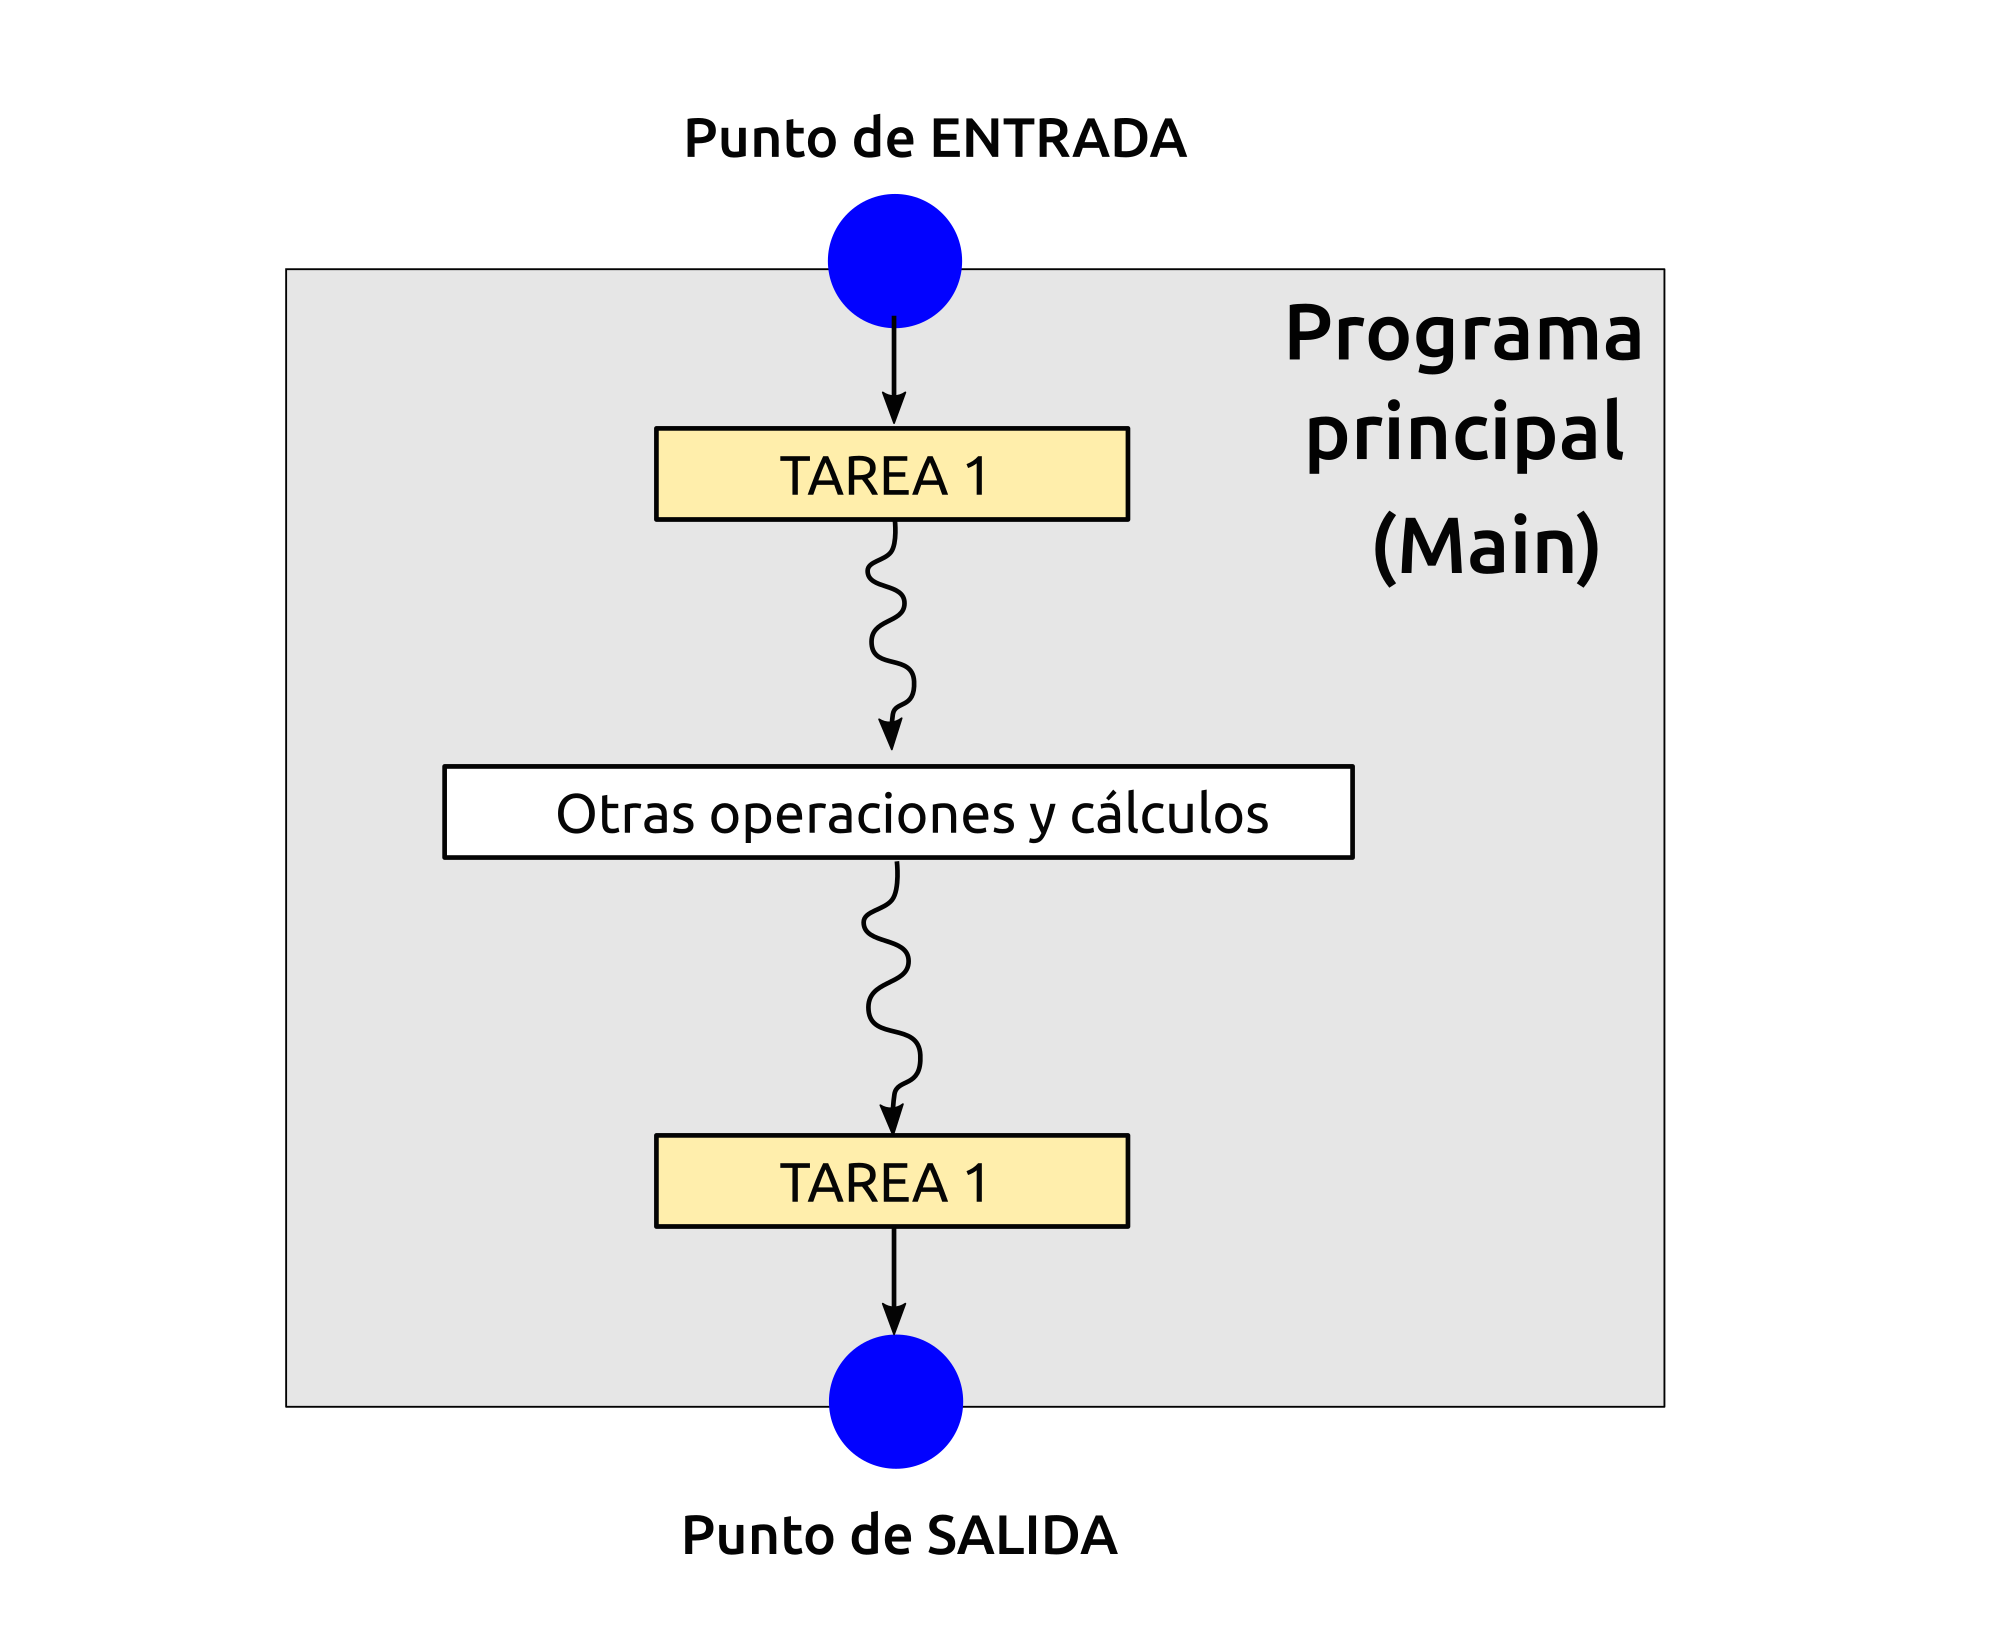 Punto de ENTRADA
Programa
principal
(Main)
TAREA 1
Otras operaciones y cálculos
TAREA 1
Punto de SALIDA